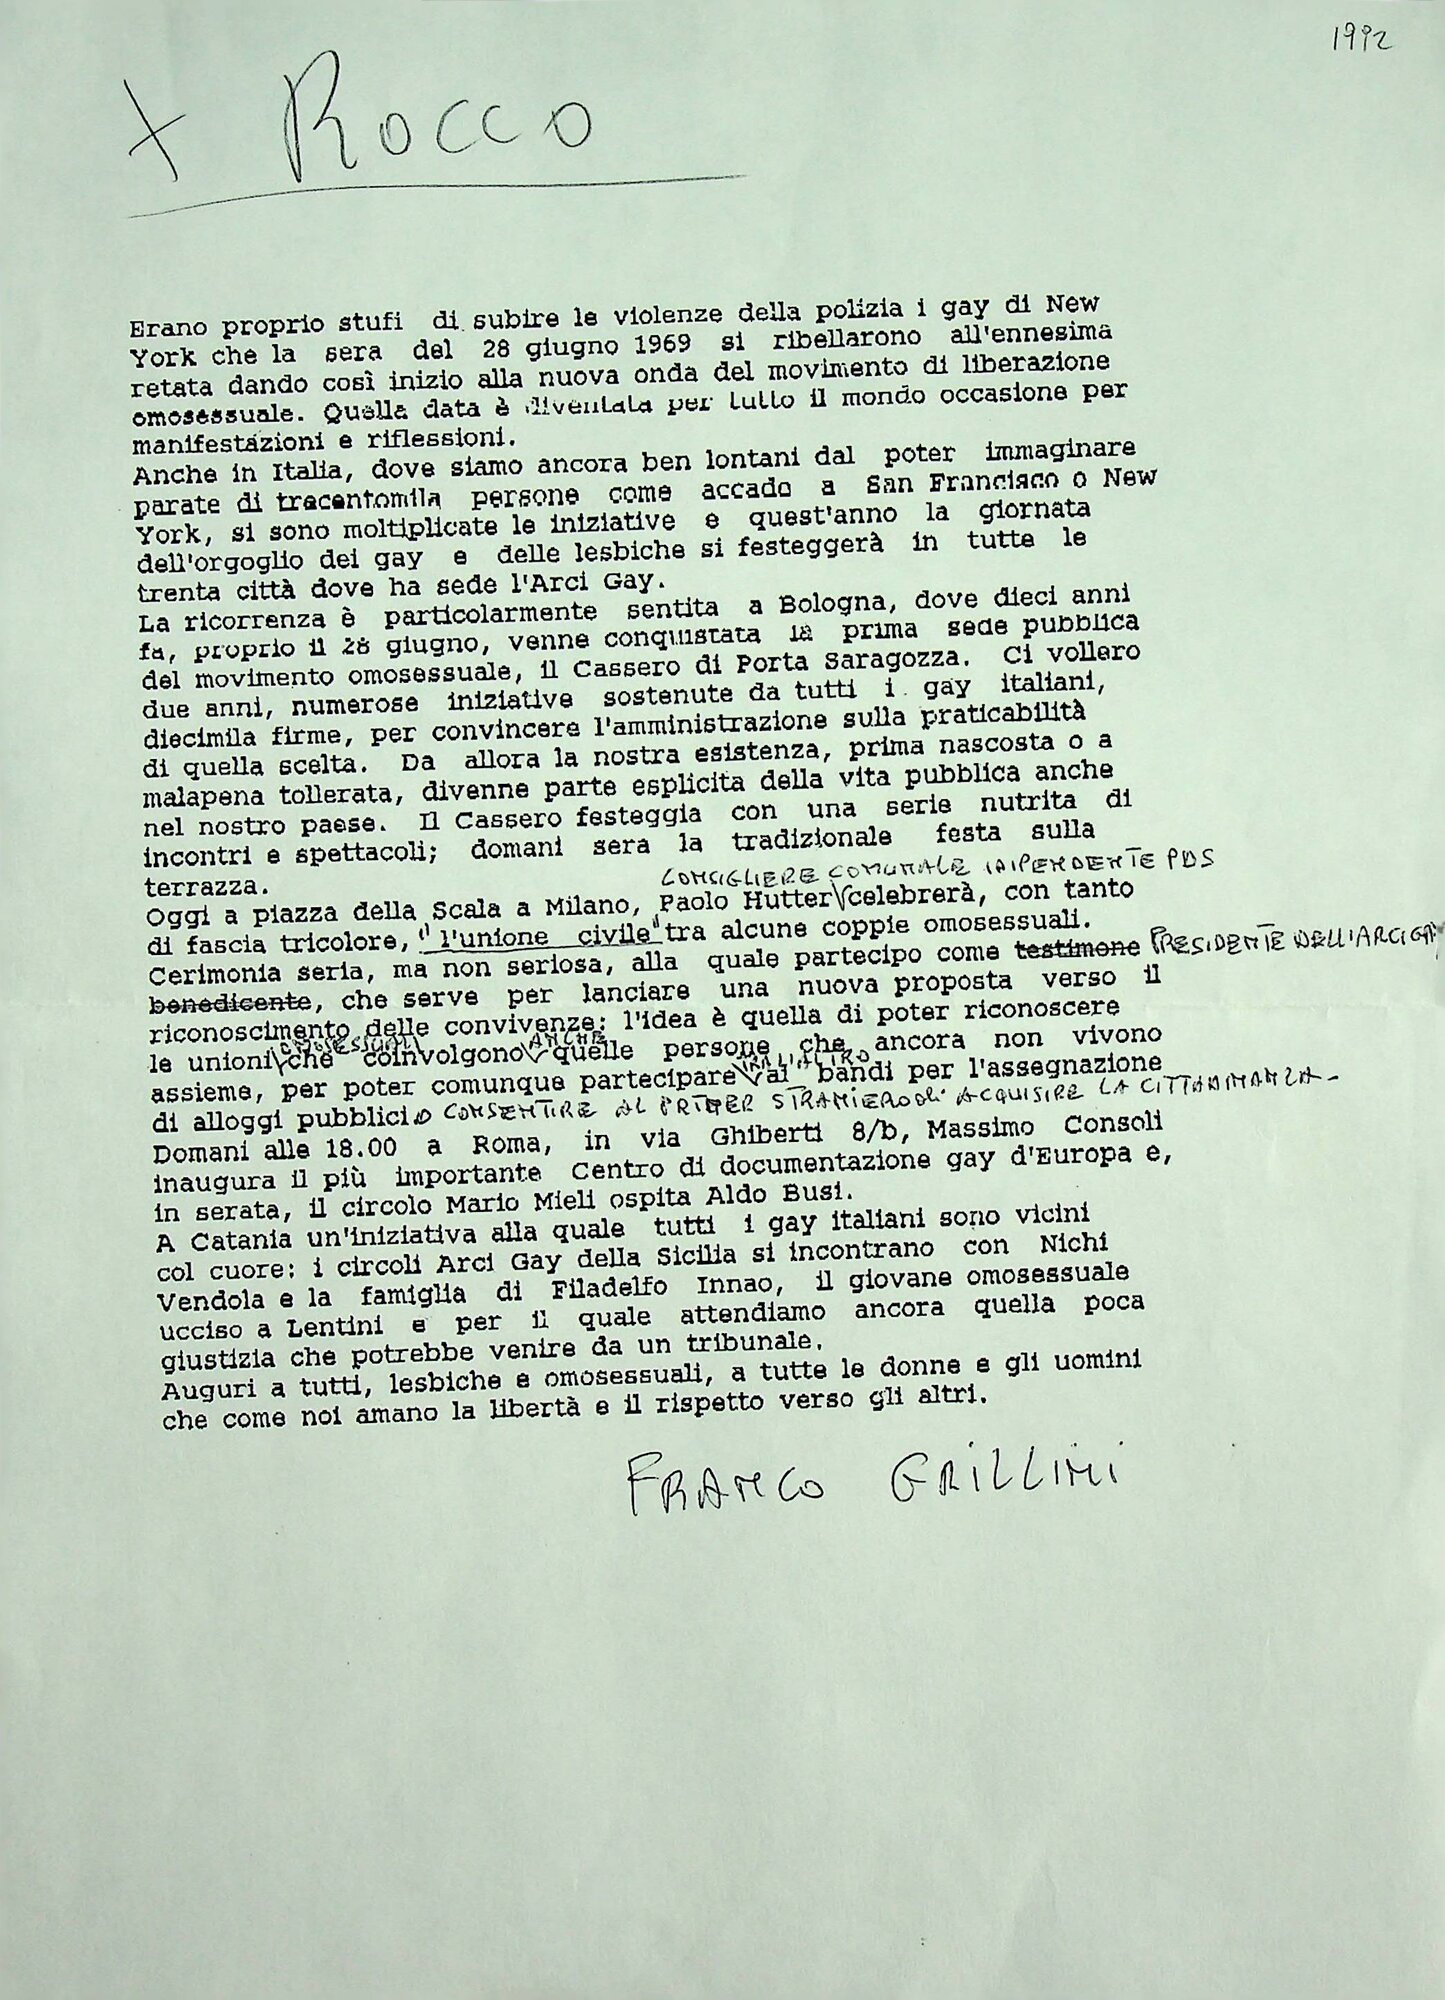 1992
+ Rocco
Erano proprio stufi di subire le violenze della polizia i gay di New
York che la sera del 28 giugno 1969 si ribellarono all'ennesima
retata dando così inizio alla nuova onda del movimento di liberazione
omosessuale. Quella data è diventata per tutto il mondo occasione per
manifestazioni e riflessioni.
Anche in Italia, dove siamo ancora ben lontani dal poter immaginare
parate di trecentomila persone come accade a San Francisco o New
York, si sono moltiplicate le iniziative e quest'anno la giornata
dell'orgoglio dei gay e delle lesbiche si festeggerà in tutte le
trenta città dove ha sede l'Arci Gay.
La ricorrenza è particolarmente sentita a Bologna, dove dieci anni
fa, proprio il 28 giugno, venne conquistata la prima sede pubblica
del movimento omosessuale, il Cassero di Porta Saragozza. Ci vollero
due anni, numerose iniziative sostenute da tutti i gay italiani,
diecimila firme, per convincere l'amministrazione sulla praticabilità
di quella scelta. Da allora la nostra esistenza, prima nascosta o a
malapena tollerata, divenne parte esplicita della vita pubblica anche
nel nostro paese. Il Cassero festeggia con una serie nutrita di
incontri e spettacoli; domani sera la tradizionale festa sulla
terrazza.
CONSIGLIERE COMUNALE INIPENDENTE PDS
Oggi a piazza della Scala a Milano, Paolo Hutter celebrerà, con tanto
di fascia tricolore, "l'unione civile" tra alcune coppie omosessuali.
Cerimonia seria, ma non seriosa, alla quale partecipo come testimone PRESIDENTE DELL'ARCI GAY
benedicente, che serve per lanciare una nuova proposta verso il
riconoscimento delle convivenze: l'idea è quella di poter riconoscere
OMOSESSUALI ANCHE
le unioni che coinvolgono quelle persone che ancora non vivono
TRA L'ALTRO
assieme, per poter comunque partecipare ai bandi per l'assegnazione
di alloggi pubblici O CONSENTIRE AL PARTNER STRANIERO DI ACQUISIRE LA CITTADINANZA-
Domani alle 18.00 a Roma, in via Ghiberti 8/b, Massimo Consoli
inaugura il più importante Centro di documentazione gay d'Europa e,
in serata, il circolo Mario Mieli ospita Aldo Busi.
A Catania un'iniziativa alla quale tutti i gay italiani sono vicini
col cuore: i circoli Arci Gay della Sicilia si incontrano con Nichi
Vendola e la famiglia di Filadelfo Innao, il giovane omosessuale
ucciso a Lentini e per il quale attendiamo ancora quella poca
giustizia che potrebbe venire da un tribunale.
Auguri a tutti, lesbiche e omosessuali, a tutte le donne e gli uomini
che come noi amano la libertà e il rispetto verso gli altri.
FRANCO GRILLINI